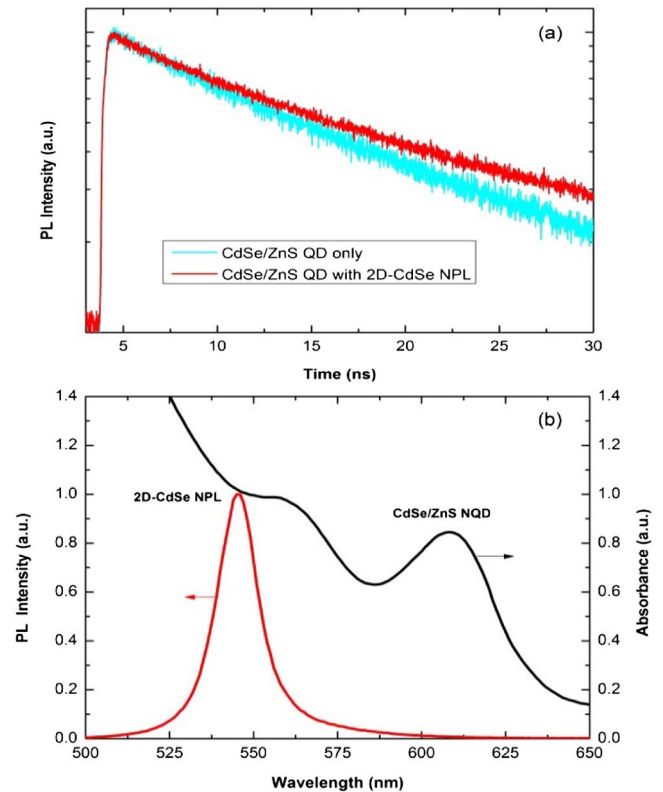 (a)
PL Intensity (a.u.)
CdSe/ZnS QD only
CdSe/ZnS QD with 2D-CdSe NPL
5 10 15 20 25 30
Time (ns)
(b)
1.4 1.4
1.2 1.2
1.0 1.0
0.8 0.8
0.6 0.6
0.4 0.4
0.2 0.2
0.0 0.0
2D-CdSe NPL
CdSe/ZnS NQD
PL Intensity (a.u.)
Absorbance (a.u.)
500 525 550 575 600 625 650
Wavelength (nm)